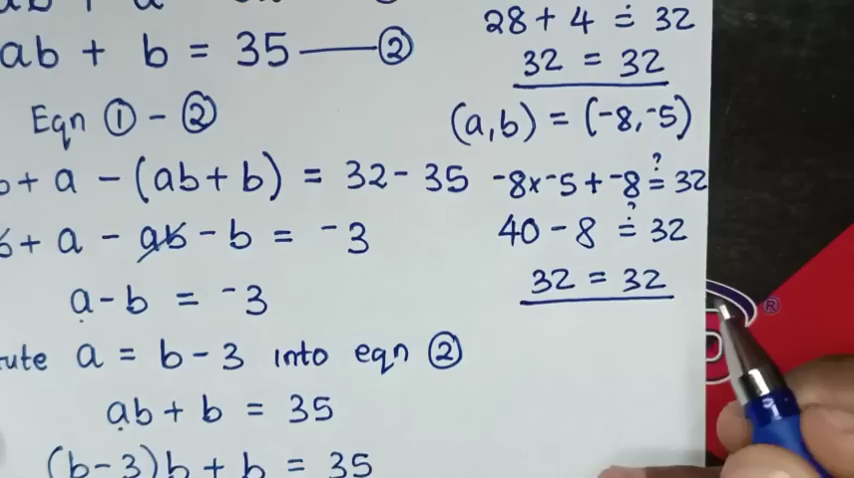 ab + b = 35 — ②
Eqn ① - ②
+ a - (ab + b) = 32 - 35
+ a - ab - b = -3
a - b = -3
a = b - 3 into eqn ②
ab + b = 35
(b - 3)b + b = 35
28 + 4 ≟ 32
32 = 32
(a,b) = (-8,-5)
-8 x -5 + -8 ≟ 32
40 - 8 ≟ 32
32 = 32
®